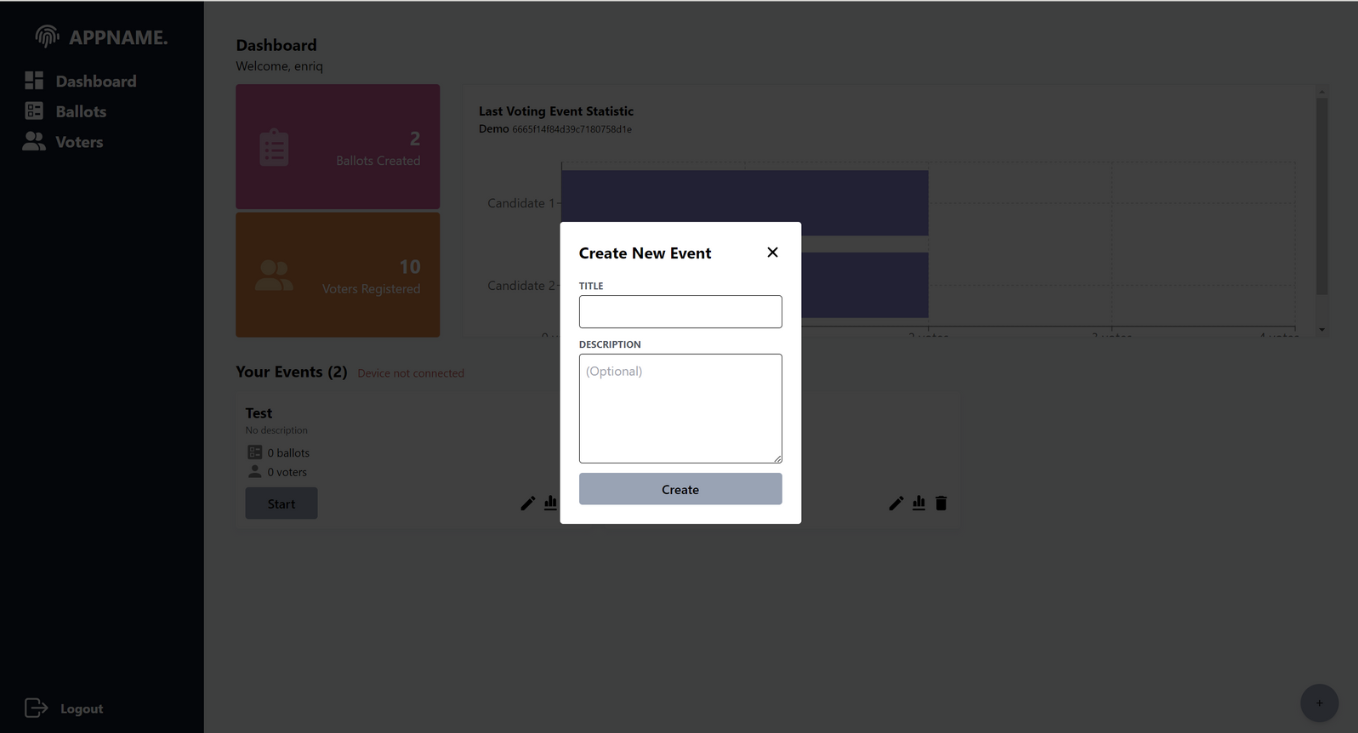 APPNAME.
Dashboard
Ballots
Voters
Logout
Dashboard
Welcome, enriq
2
Ballots Created
10
Voters Registered
Last Voting Event Statistic
Demo 6665f14f84d39c7180758d1e
Candidate 1
Candidate 2
Your Events (2) Device not connected
Test
No description
0 ballots
0 voters
Start
Create New Event
TITLE
DESCRIPTION
(Optional)
Create
+